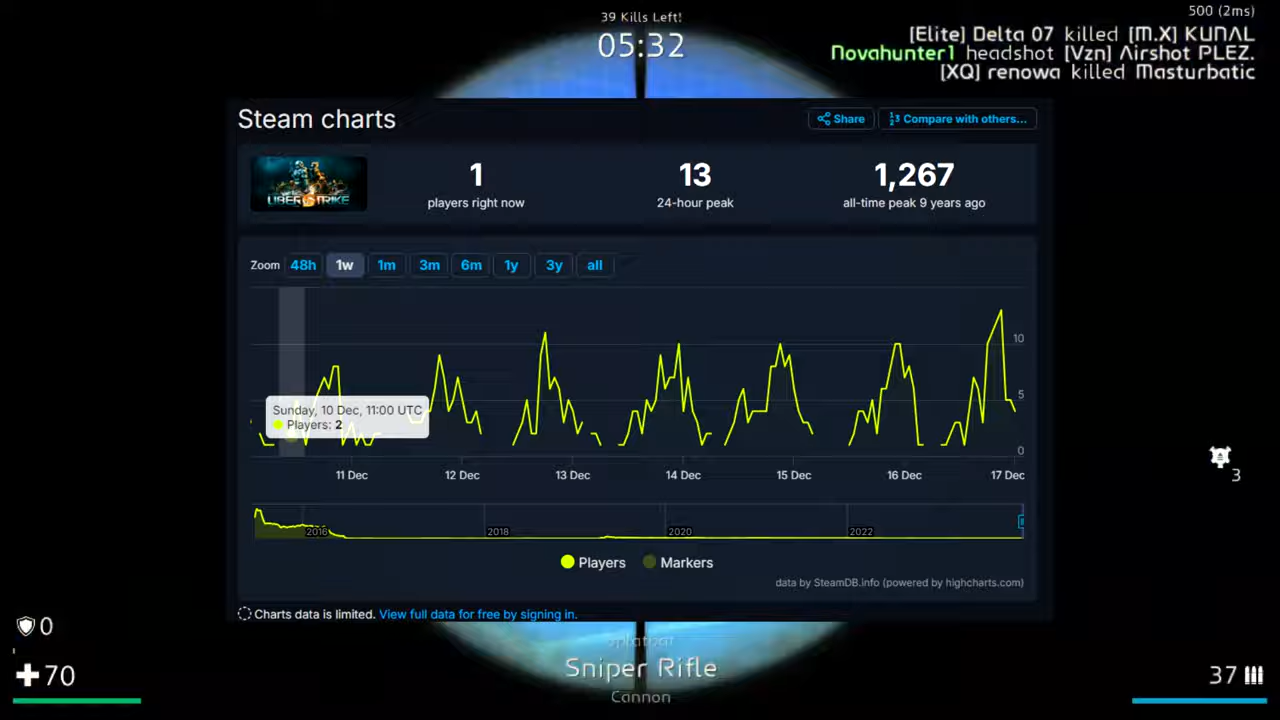 39 Kills Left!
05:32
500 (2ms)
[Elite] Delta 07 killed [M.X] KUNAL
Novahunter1 headshot [Vzn] Airshot PLEZ.
[XQ] renowa killed Masturbatic
Steam charts
Share
Compare with others...
UBERSTRIKE
1
players right now
13
24-hour peak
1,267
all-time peak 9 years ago
Zoom 48h 1w 1m 3m 6m 1y 3y all
10
5
0
Sunday, 10 Dec, 11:00 UTC
Players: 2
11 Dec 12 Dec 13 Dec 14 Dec 15 Dec 16 Dec 17 Dec
2016 2018 2020 2022
Players Markers
data by SteamDB.info (powered by highcharts.com)
Charts data is limited. View full data for free by signing in.
3
0
70
splatbat
Sniper Rifle
Cannon
37